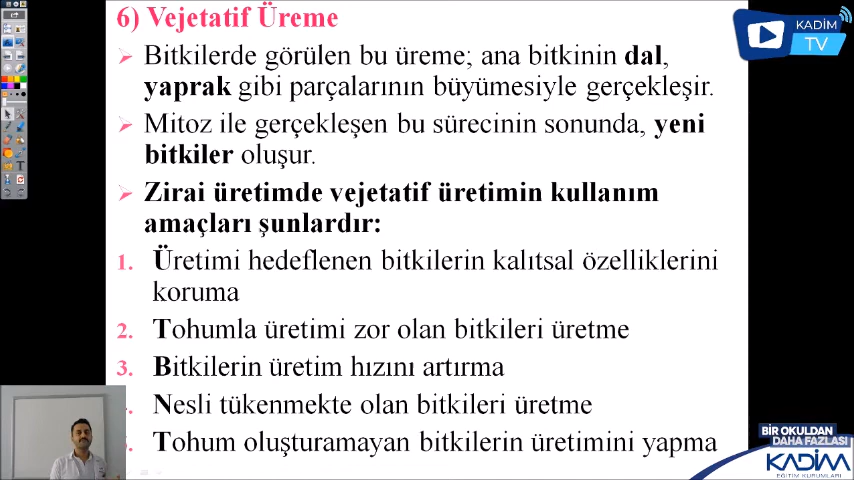 6) Vejetatif Üreme
Bitkilerde görülen bu üreme; ana bitkinin dal,
yaprak gibi parçalarının büyümesiyle gerçekleşir.
Mitoz ile gerçekleşen bu sürecinin sonunda, yeni
bitkiler oluşur.
Zirai üretimde vejetatif üretimin kullanım
amaçları şunlardır:
1. Üretimi hedeflenen bitkilerin kalıtsal özelliklerini
koruma
2. Tohumla üretimi zor olan bitkileri üretme
3. Bitkilerin üretim hızını artırma
Nesli tükenmekte olan bitkileri üretme
Tohum oluşturamayan bitkilerin üretimini yapma
KADİM
TV
BİR OKULDAN
DAHA FAZLASI
KADİM
EĞİTİM KURUMLARI